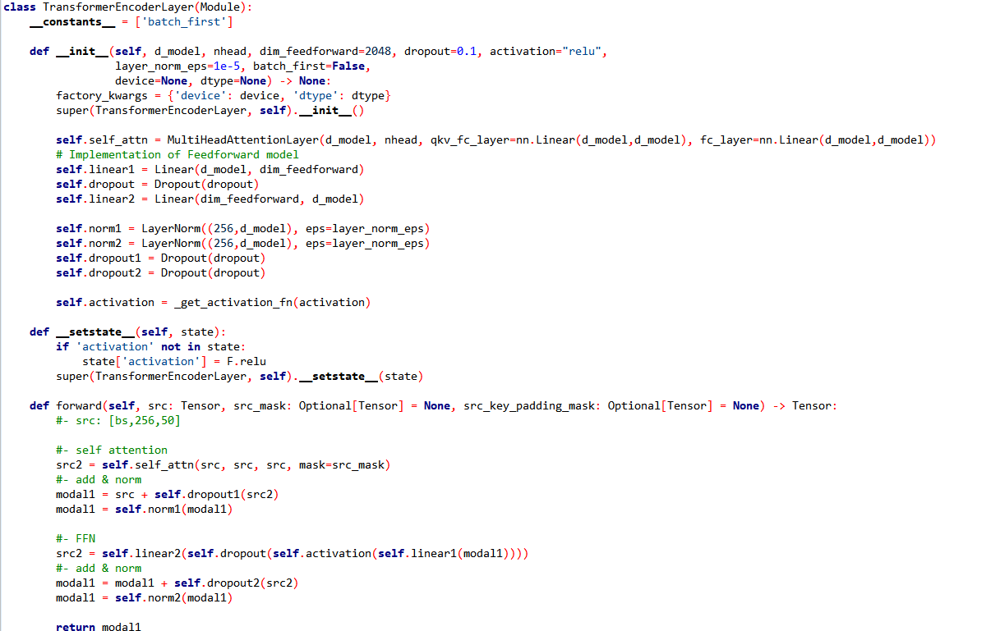 class TransformerEncoderLayer(Module):
    __constants__ = ['batch_first']

    def __init__(self, d_model, nhead, dim_feedforward=2048, dropout=0.1, activation="relu",
                 layer_norm_eps=1e-5, batch_first=False,
                 device=None, dtype=None) -> None:
        factory_kwargs = {'device': device, 'dtype': dtype}
        super(TransformerEncoderLayer, self).__init__()

        self.self_attn = MultiHeadAttentionLayer(d_model, nhead, qkv_fc_layer=nn.Linear(d_model,d_model), fc_layer=nn.Linear(d_model,d_model))
        # Implementation of Feedforward model
        self.linear1 = Linear(d_model, dim_feedforward)
        self.dropout = Dropout(dropout)
        self.linear2 = Linear(dim_feedforward, d_model)

        self.norm1 = LayerNorm((256,d_model), eps=layer_norm_eps)
        self.norm2 = LayerNorm((256,d_model), eps=layer_norm_eps)
        self.dropout1 = Dropout(dropout)
        self.dropout2 = Dropout(dropout)

        self.activation = _get_activation_fn(activation)

    def __setstate__(self, state):
        if 'activation' not in state:
            state['activation'] = F.relu
        super(TransformerEncoderLayer, self).__setstate__(state)

    def forward(self, src: Tensor, src_mask: Optional[Tensor] = None, src_key_padding_mask: Optional[Tensor] = None) -> Tensor:
        #- src: [bs,256,50]

        #- self attention
        src2 = self.self_attn(src, src, src, mask=src_mask)
        #- add & norm
        modal1 = src + self.dropout1(src2)
        modal1 = self.norm1(modal1)

        #- FFN
        src2 = self.linear2(self.dropout(self.activation(self.linear1(modal1))))
        #- add & norm
        modal1 = modal1 + self.dropout2(src2)
        modal1 = self.norm2(modal1)

        return modal1